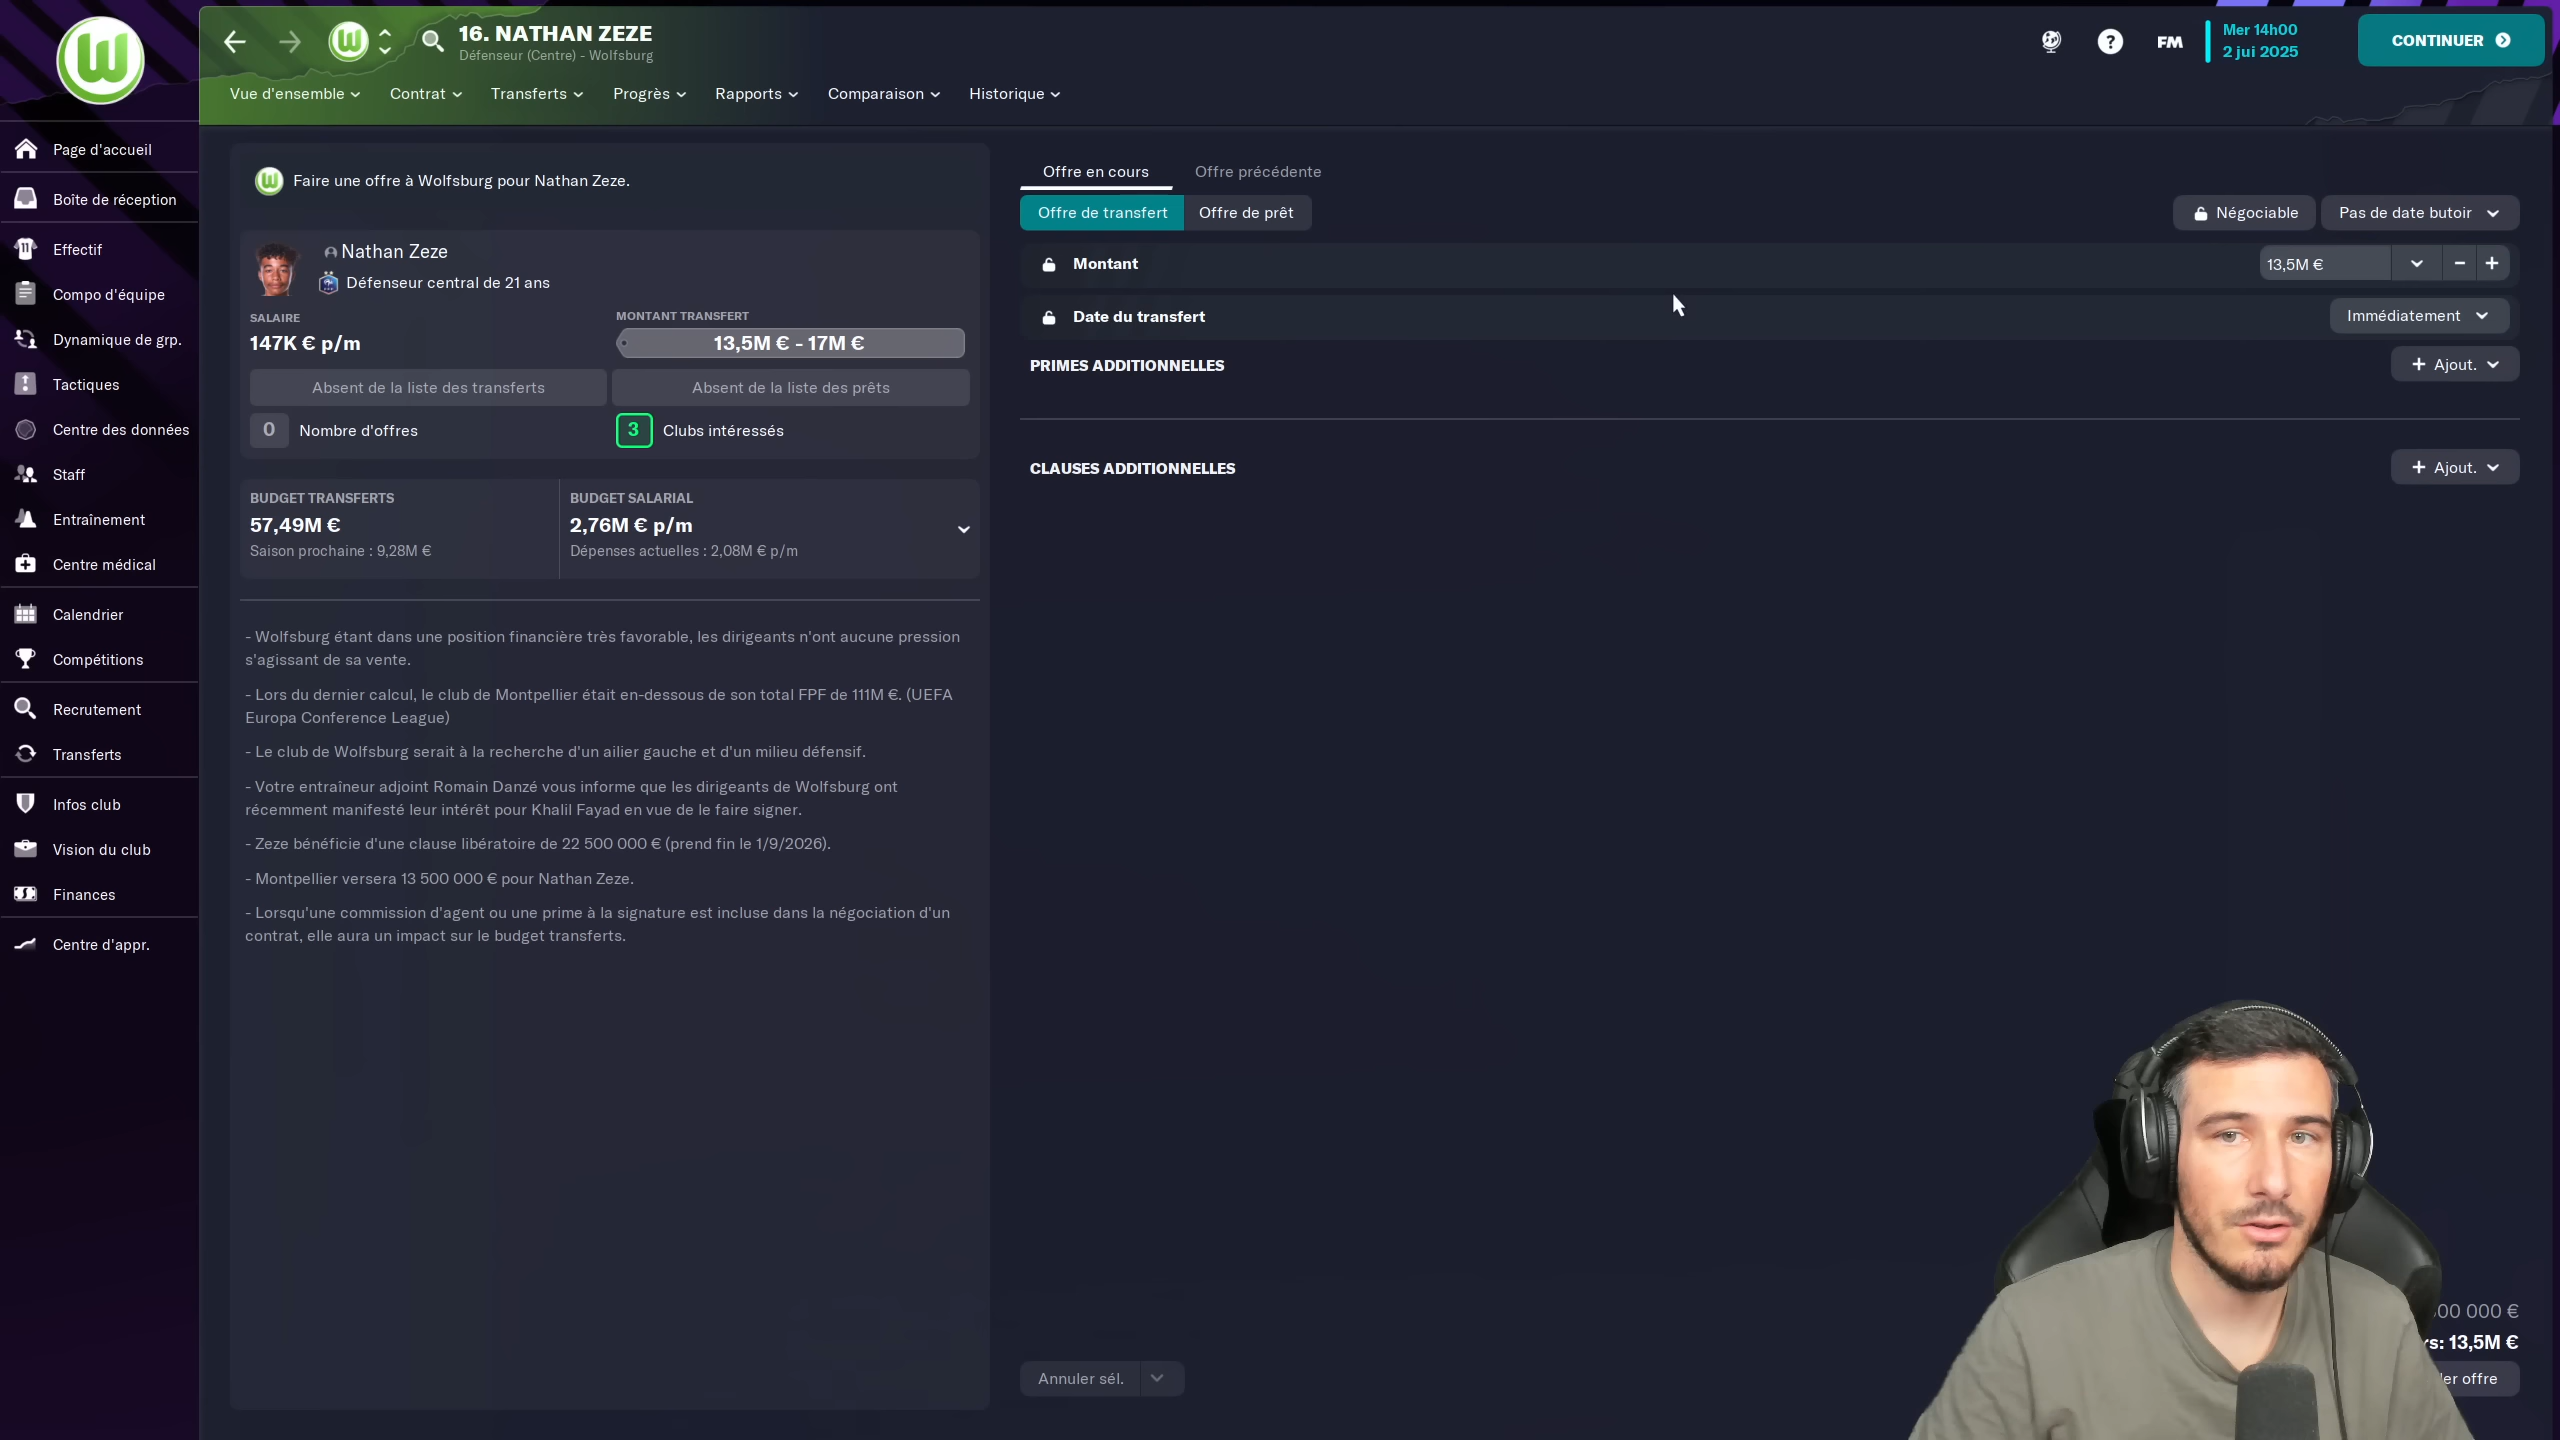 16. NATHAN ZEZE
Défenseur (Centre) - Wolfsburg
FM
Mer 14h00
2 jui 2025
CONTINUER
Vue d'ensemble
Contrat
Transferts
Progrès
Rapports
Comparaison
Historique
Page d'accueil
Boîte de réception
Effectif
Compo d'équipe
Dynamique de grp.
Tactiques
Centre des données
Staff
Entraînement
Centre médical
Calendrier
Compétitions
Recrutement
Transferts
Infos club
Vision du club
Finances
Centre d'appr.
Faire une offre à Wolfsburg pour Nathan Zeze.
Nathan Zeze
Défenseur central de 21 ans
SALAIRE
147K € p/m
MONTANT TRANSFERT
13,5M € - 17M €
Absent de la liste des transferts
Absent de la liste des prêts
0 Nombre d'offres
3 Clubs intéressés
BUDGET TRANSFERTS
57,49M €
Saison prochaine : 9,28M €
BUDGET SALARIAL
2,76M € p/m
Dépenses actuelles : 2,08M € p/m
- Wolfsburg étant dans une position financière très favorable, les dirigeants n'ont aucune pression
s'agissant de sa vente.
- Lors du dernier calcul, le club de Montpellier était en-dessous de son total FPF de 111M €. (UEFA
Europa Conference League)
- Le club de Wolfsburg serait à la recherche d'un ailier gauche et d'un milieu défensif.
- Votre entraîneur adjoint Romain Danzé vous informe que les dirigeants de Wolfsburg ont
récemment manifesté leur intérêt pour Khalil Fayad en vue de le faire signer.
- Zeze bénéficie d'une clause libératoire de 22 500 000 € (prend fin le 1/9/2026).
- Montpellier versera 13 500 000 € pour Nathan Zeze.
- Lorsqu'une commission d'agent ou une prime à la signature est incluse dans la négociation d'un
contrat, elle aura un impact sur le budget transferts.
Offre en cours
Offre précédente
Offre de transfert
Offre de prêt
Négociable
Pas de date butoir
Montant
13,5M €
Date du transfert
Immédiatement
PRIMES ADDITIONNELLES
+ Ajout.
CLAUSES ADDITIONNELLES
+ Ajout.
00 000 €
s: 13,5M €
Annuler sél.
er offre